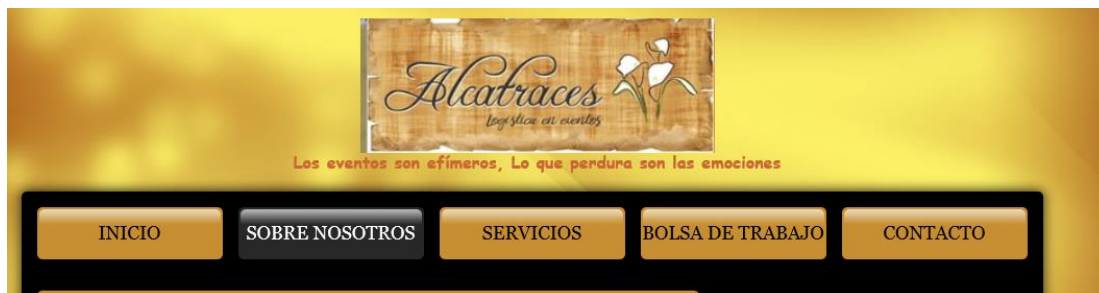 Alcatraces
Logística en eventos
Los eventos son efímeros, Lo que perdura son las emociones
INICIO
SOBRE NOSOTROS
SERVICIOS
BOLSA DE TRABAJO
CONTACTO